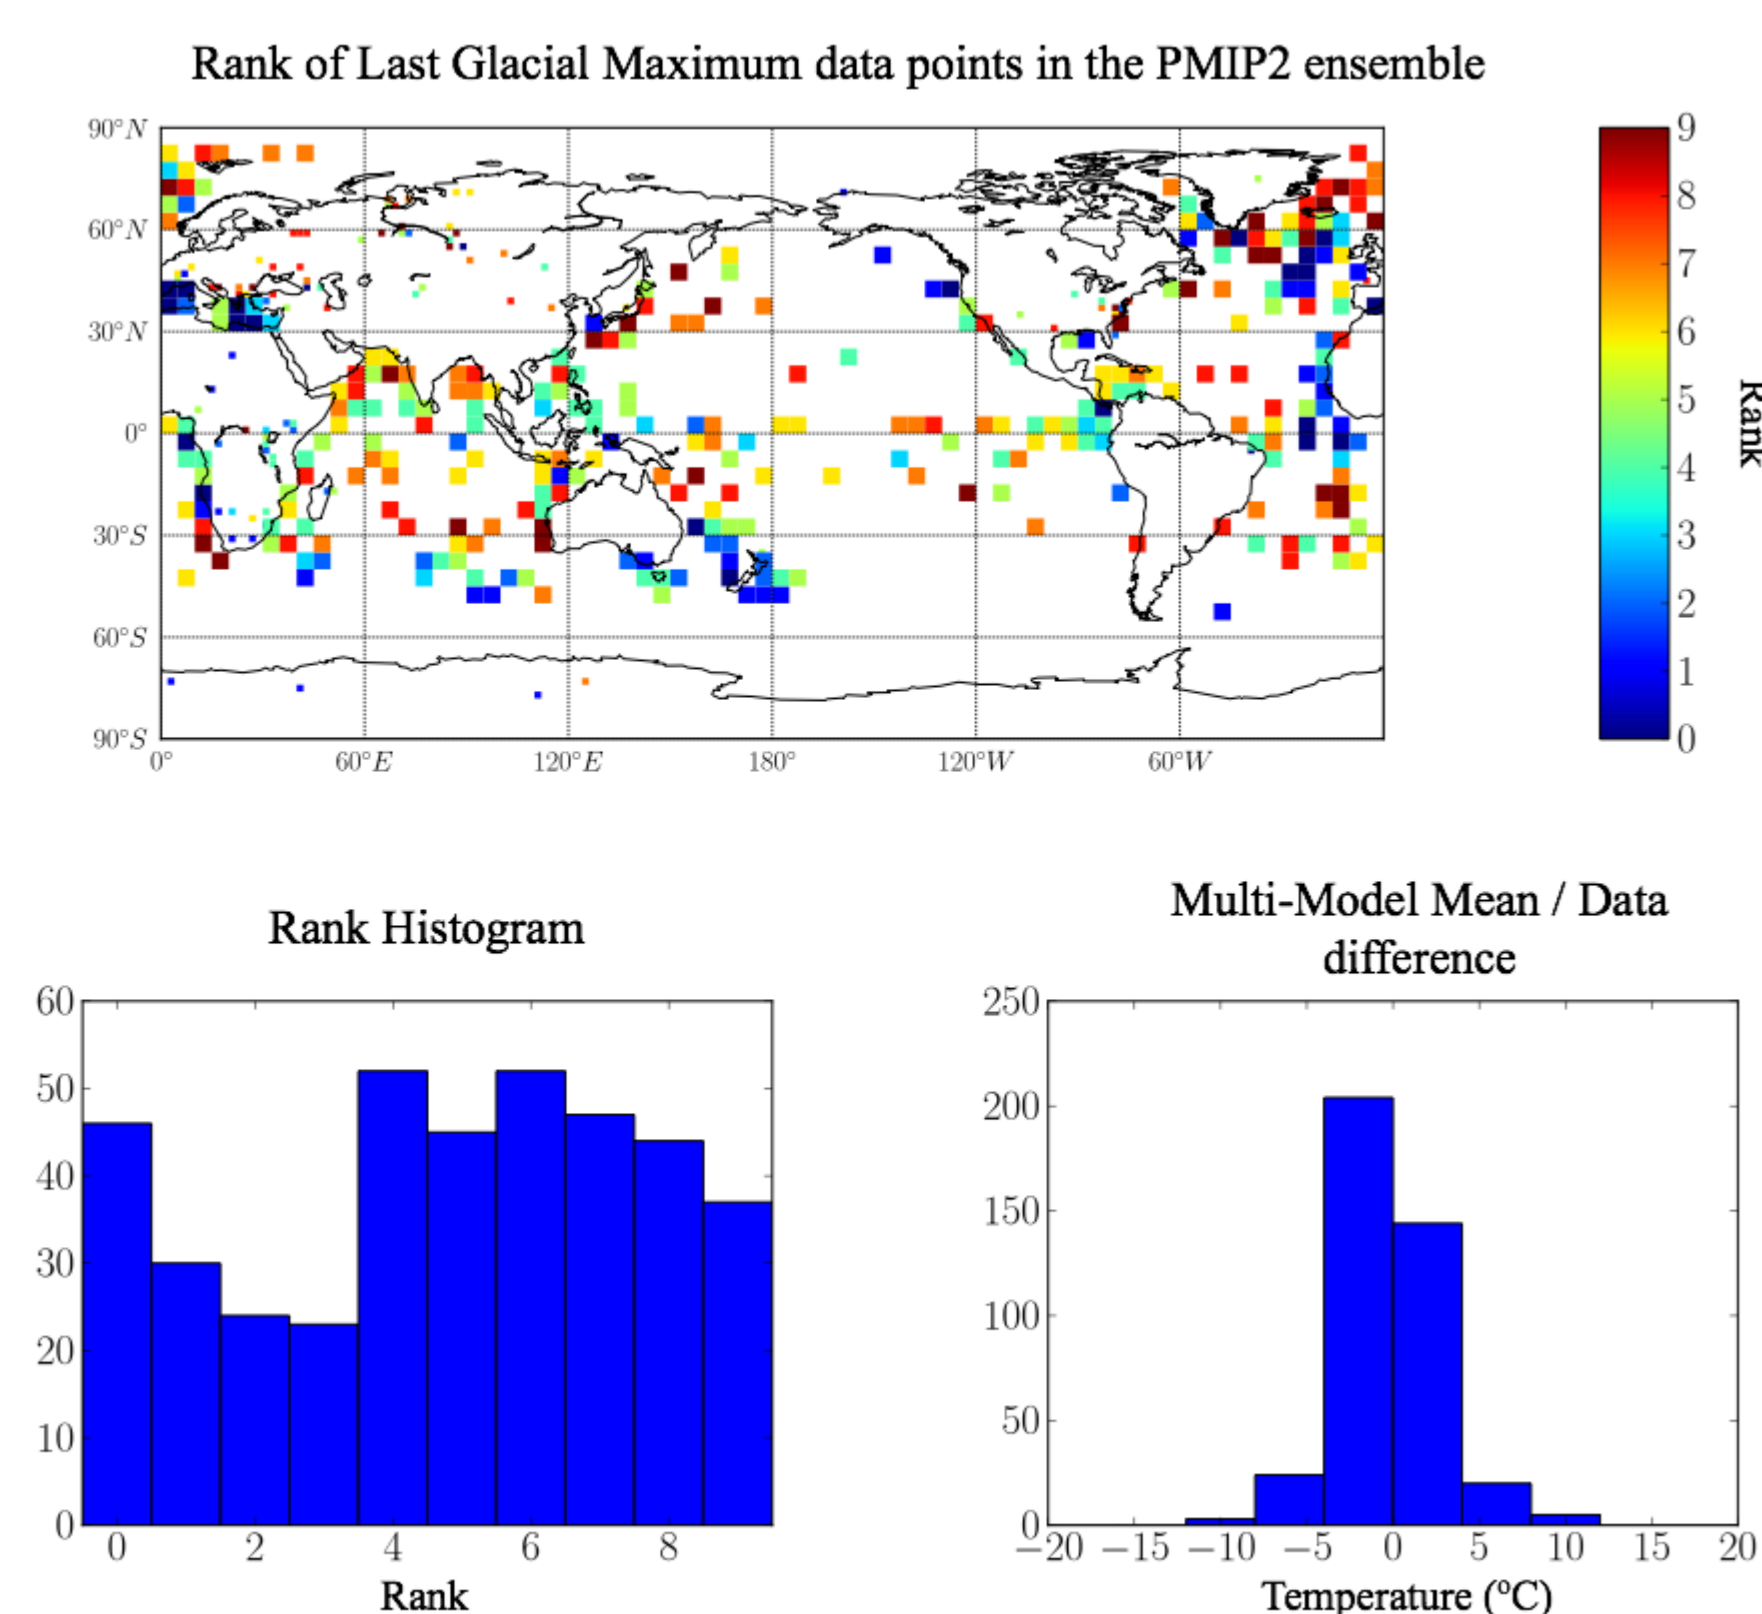 Rank of Last Glacial Maximum data points in the PMIP2 ensemble
90°N
60°N
30°N
0°
30°S
60°S
90°S
0° 60°E 120°E 180° 120°W 60°W
9
8
7
6
5
4
3
2
1
0
Rank
Rank Histogram
60
50
40
30
20
10
0
0 2 4 6 8
Rank
Multi-Model Mean / Data
difference
250
200
150
100
50
0
−20 −15 −10 −5 0 5 10 15 20
Temperature (ºC)